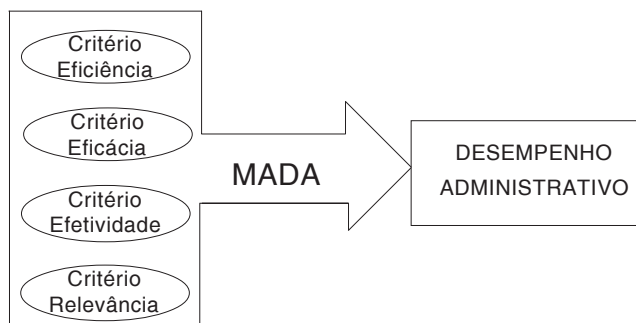 Critério
Eficiência
Critério
Eficácia
Critério
Efetividade
Critério
Relevância
MADA
DESEMPENHO
ADMINISTRATIVO